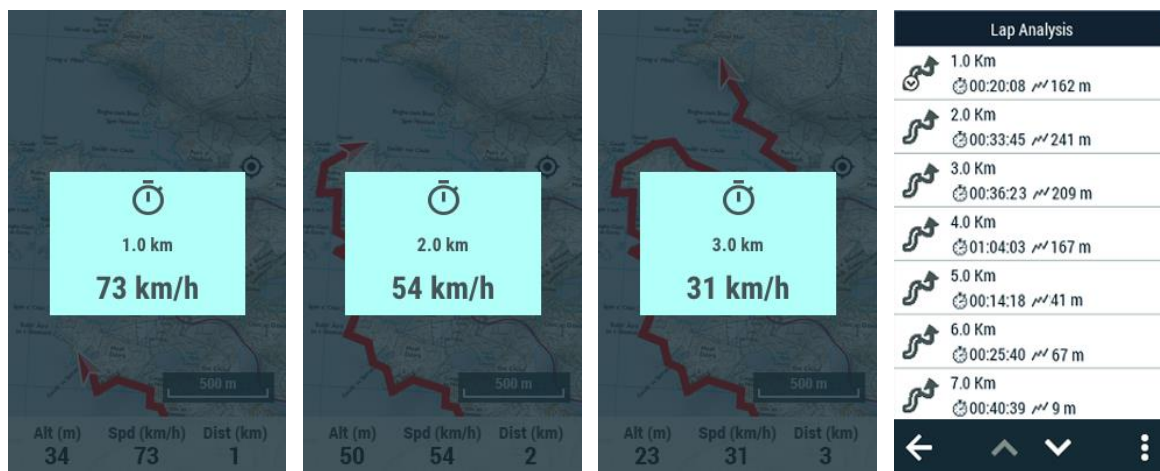 1.0 km
73 km/h
500 m
Alt (m) Spd (km/h) Dist (km)
34 73 1
2.0 km
54 km/h
500 m
Alt (m) Spd (km/h) Dist (km)
50 54 2
3.0 km
31 km/h
500 m
Alt (m) Spd (km/h) Dist (km)
23 31 3
Lap Analysis
1.0 Km
00:20:08 162 m
2.0 Km
00:33:45 241 m
3.0 Km
00:36:23 209 m
4.0 Km
01:04:03 167 m
5.0 Km
00:14:18 41 m
6.0 Km
00:25:40 67 m
7.0 Km
00:40:39 9 m